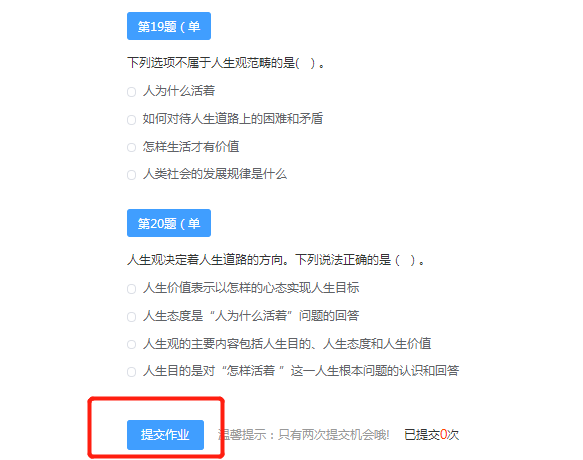 第19题 ( 单
下列选项不属于人生观范畴的是(　) 。
人为什么活着
如何对待人生道路上的困难和矛盾
怎样生活才有价值
人类社会的发展规律是什么
第20题 ( 单
人生观决定着人生道路的方向。下列说法正确的是 (　) 。
人生价值表示以怎样的心态实现人生目标
人生态度是“人为什么活着”问题的回答
人生观的主要内容包括人生目的、人生态度和人生价值
人生目的是对“怎样活着 ”这一人生根本问题的认识和回答
提交作业 温馨提示：只有两次提交机会哦! 已提交0次